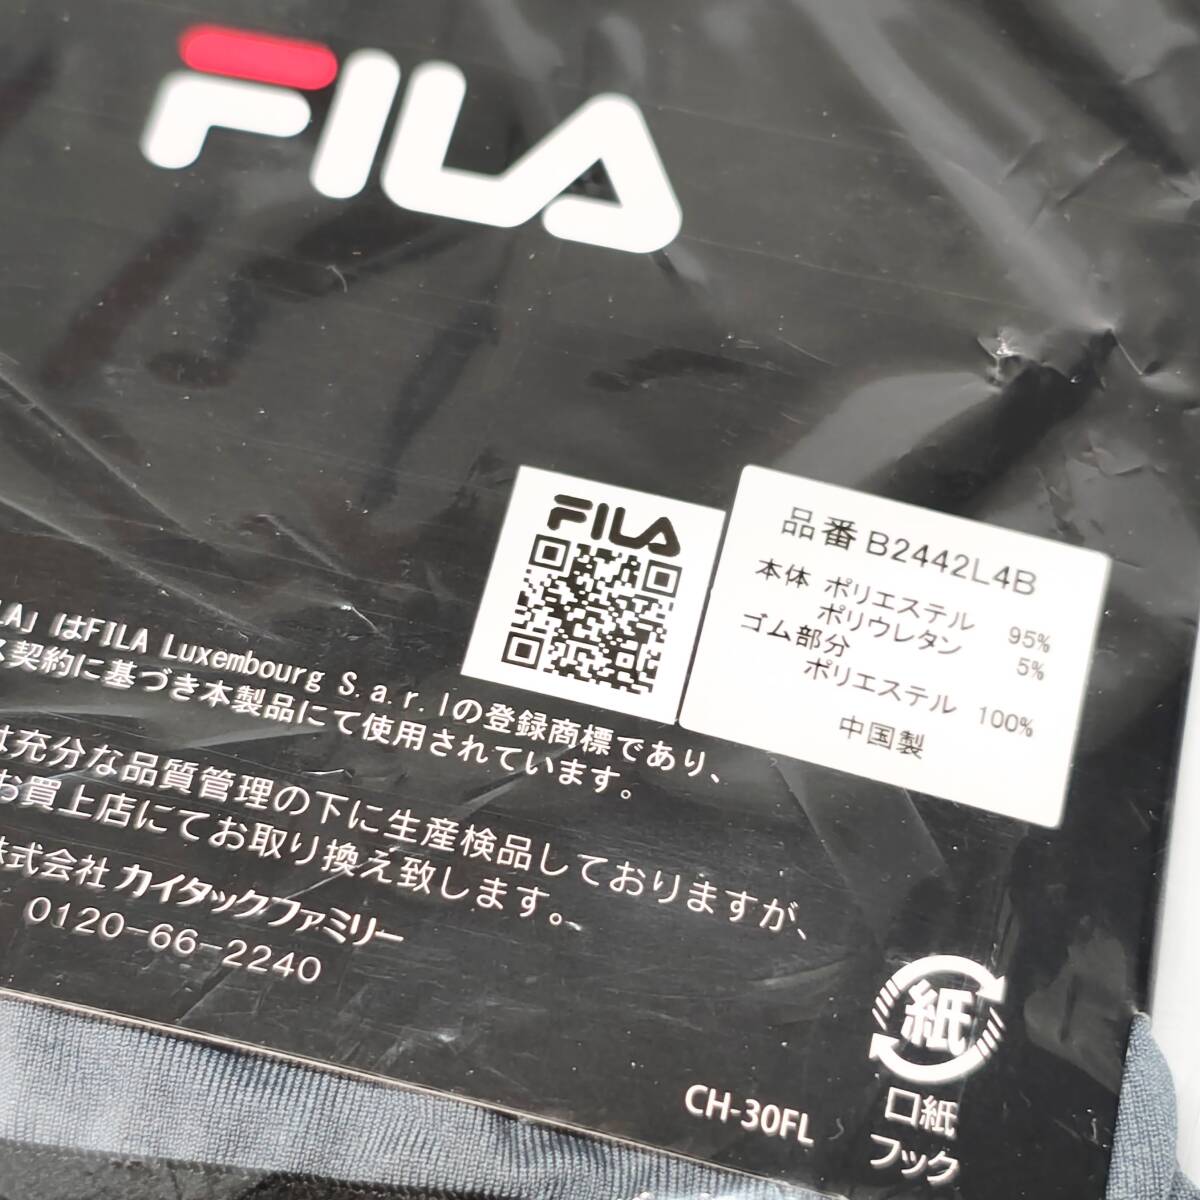 FILA
FILA
品番 B2442L4B
本体 ポリエステル 95%
ポリウレタン 5%
ゴム部分
ポリエステル 100%
中国製
LA」はFILA Luxembourg S.a.r.lの登録商標であり、
契約に基づき本製品にて使用されています。
は充分な品質管理の下に生産検品しておりますが、
お買上店にてお取り換え致します。
株式会社 カイタックファミリー
0120-66-2240
紙
口紙
フック
CH-30FL